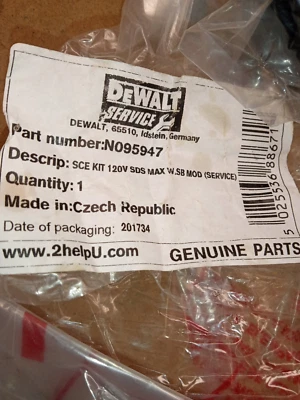 DEWALT
SERVICE
DEWALT, 65510, Idstein, Germany
Part number:N095947
Descrip: SCE KIT 120V SDS MAX W.SB MOD (SERVICE)
Quantity: 1
Made in:Czech Republic
Date of packaging: 201734
www.2helpU.com
GENUINE PARTS
5 025536 88671